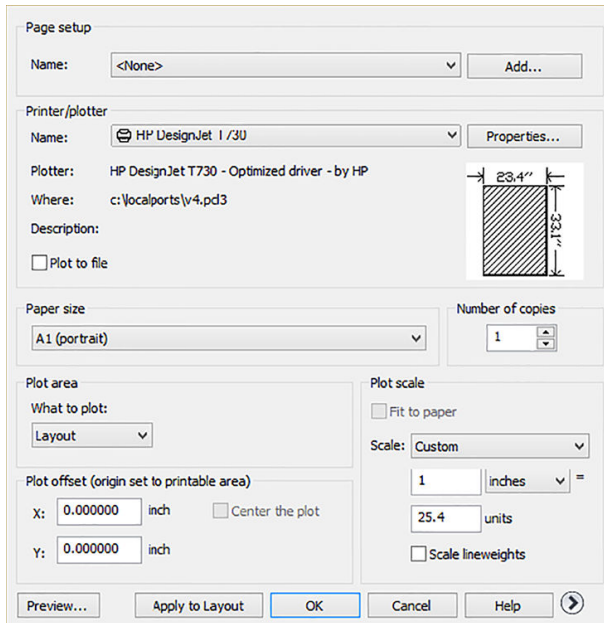 Page setup
Name: <None> Add...
Printer/plotter
Name: HP DesignJet T730 Properties...
Plotter: HP DesignJet T730 - Optimized driver - by HP
Where: c:\localports\v4.pcl3
Description:
Plot to file
23.4″
33.1″
Paper size
A1 (portrait)
Number of copies
1
Plot area
What to plot:
Layout
Plot offset (origin set to printable area)
X: 0.000000 inch Center the plot
Y: 0.000000 inch
Plot scale
Fit to paper
Scale: Custom
1 inches =
25.4 units
Scale lineweights
Preview... Apply to Layout OK Cancel Help